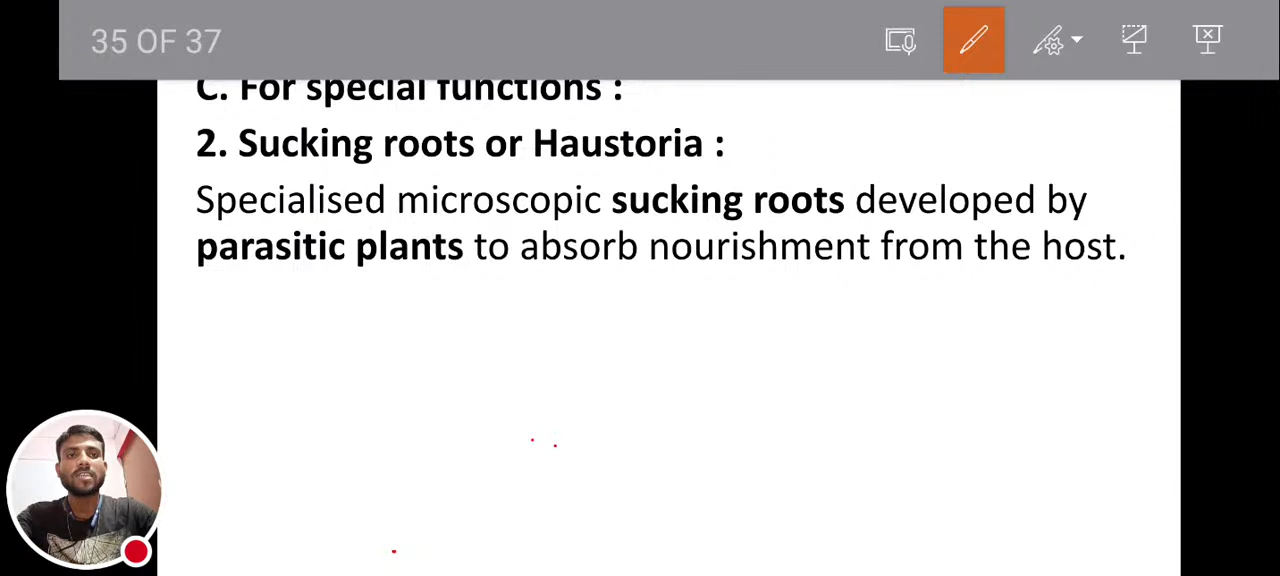 35 OF 37
C. For special functions :
2. Sucking roots or Haustoria :
Specialised microscopic sucking roots developed by
parasitic plants to absorb nourishment from the host.